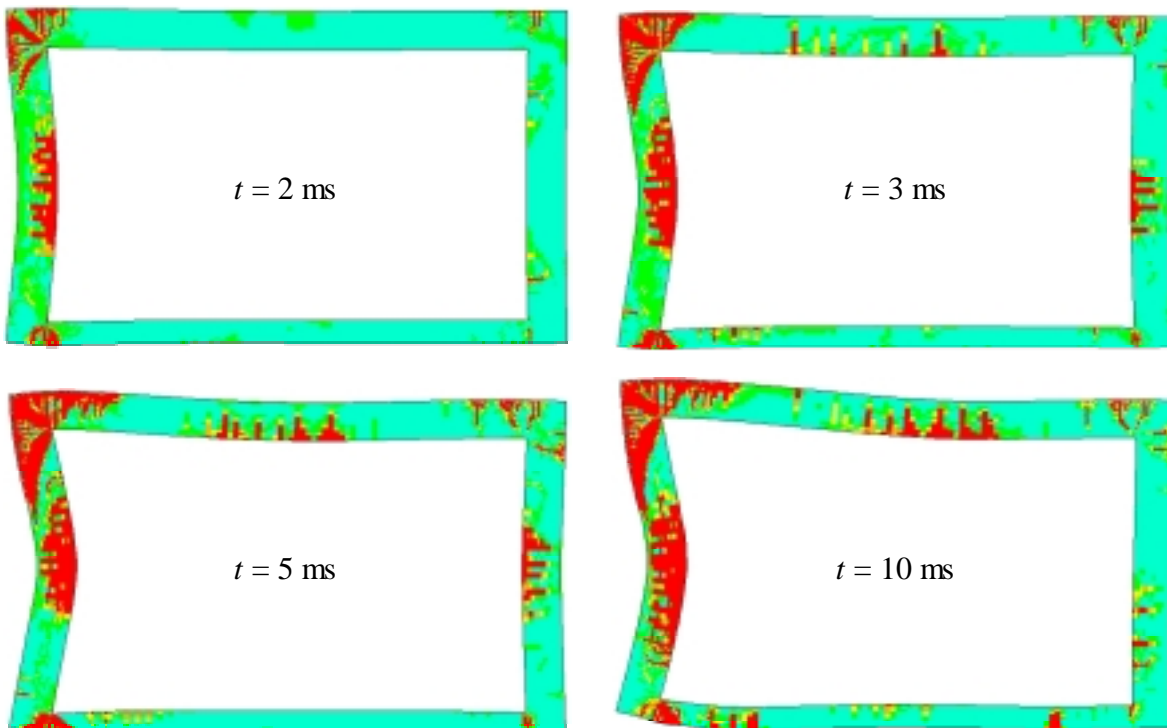 t = 2 ms
t = 3 ms
t = 5 ms
t = 10 ms